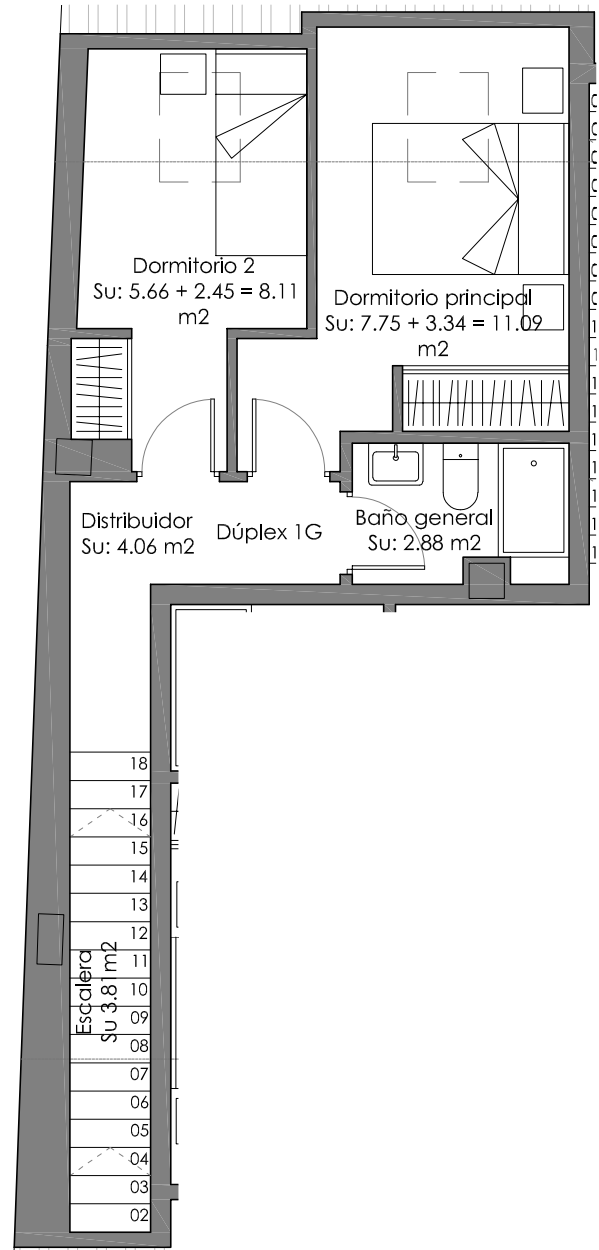 Dormitorio 2
Su: 5.66 + 2.45 = 8.11
m2
Dormitorio principal
Su: 7.75 + 3.34 = 11.09
m2
Distribuidor
Su: 4.06 m2
Dúplex 1G
Baño general
Su: 2.88 m2
18
17
16
15
14
13
12
11
10
09
08
07
06
05
04
03
02
Escalera
Su 3.81m2